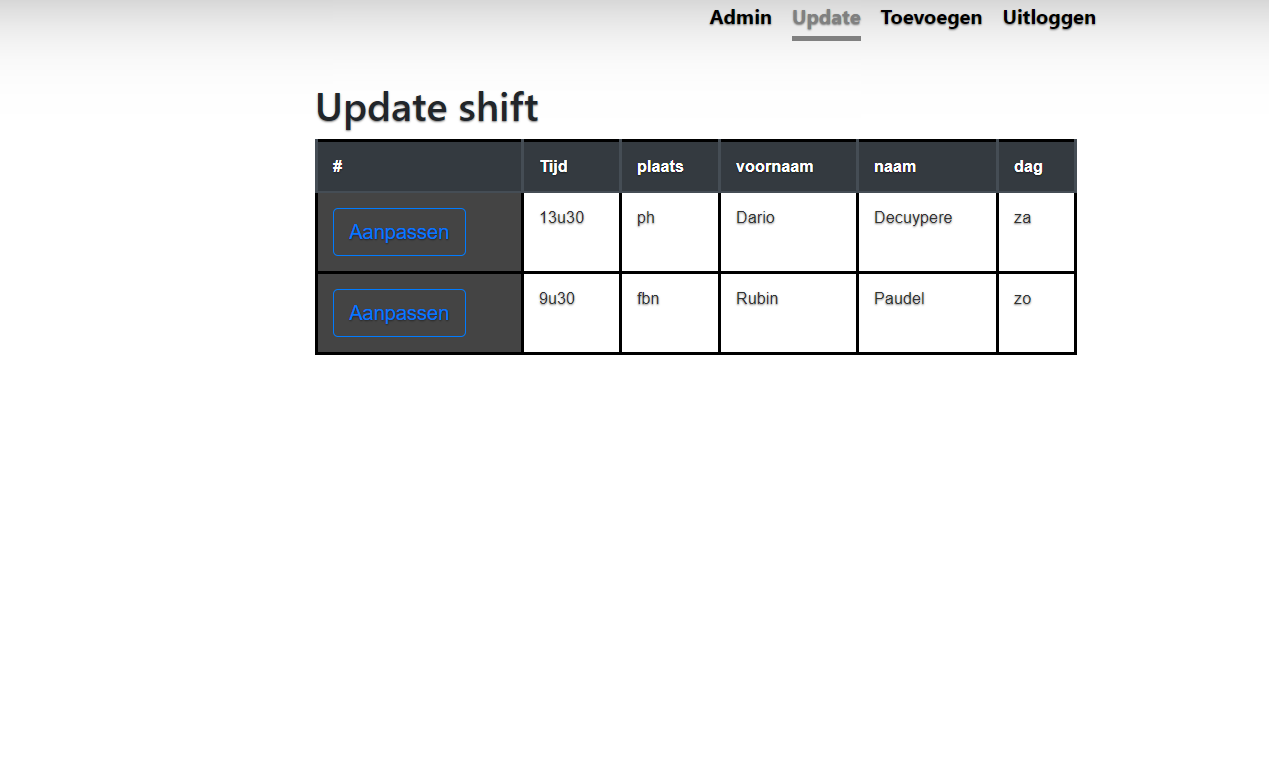 Admin Update Toevoegen Uitloggen
Update shift
# Tijd plaats voornaam naam dag
Aanpassen 13u30 ph Dario Decuypere za
Aanpassen 9u30 fbn Rubin Paudel zo